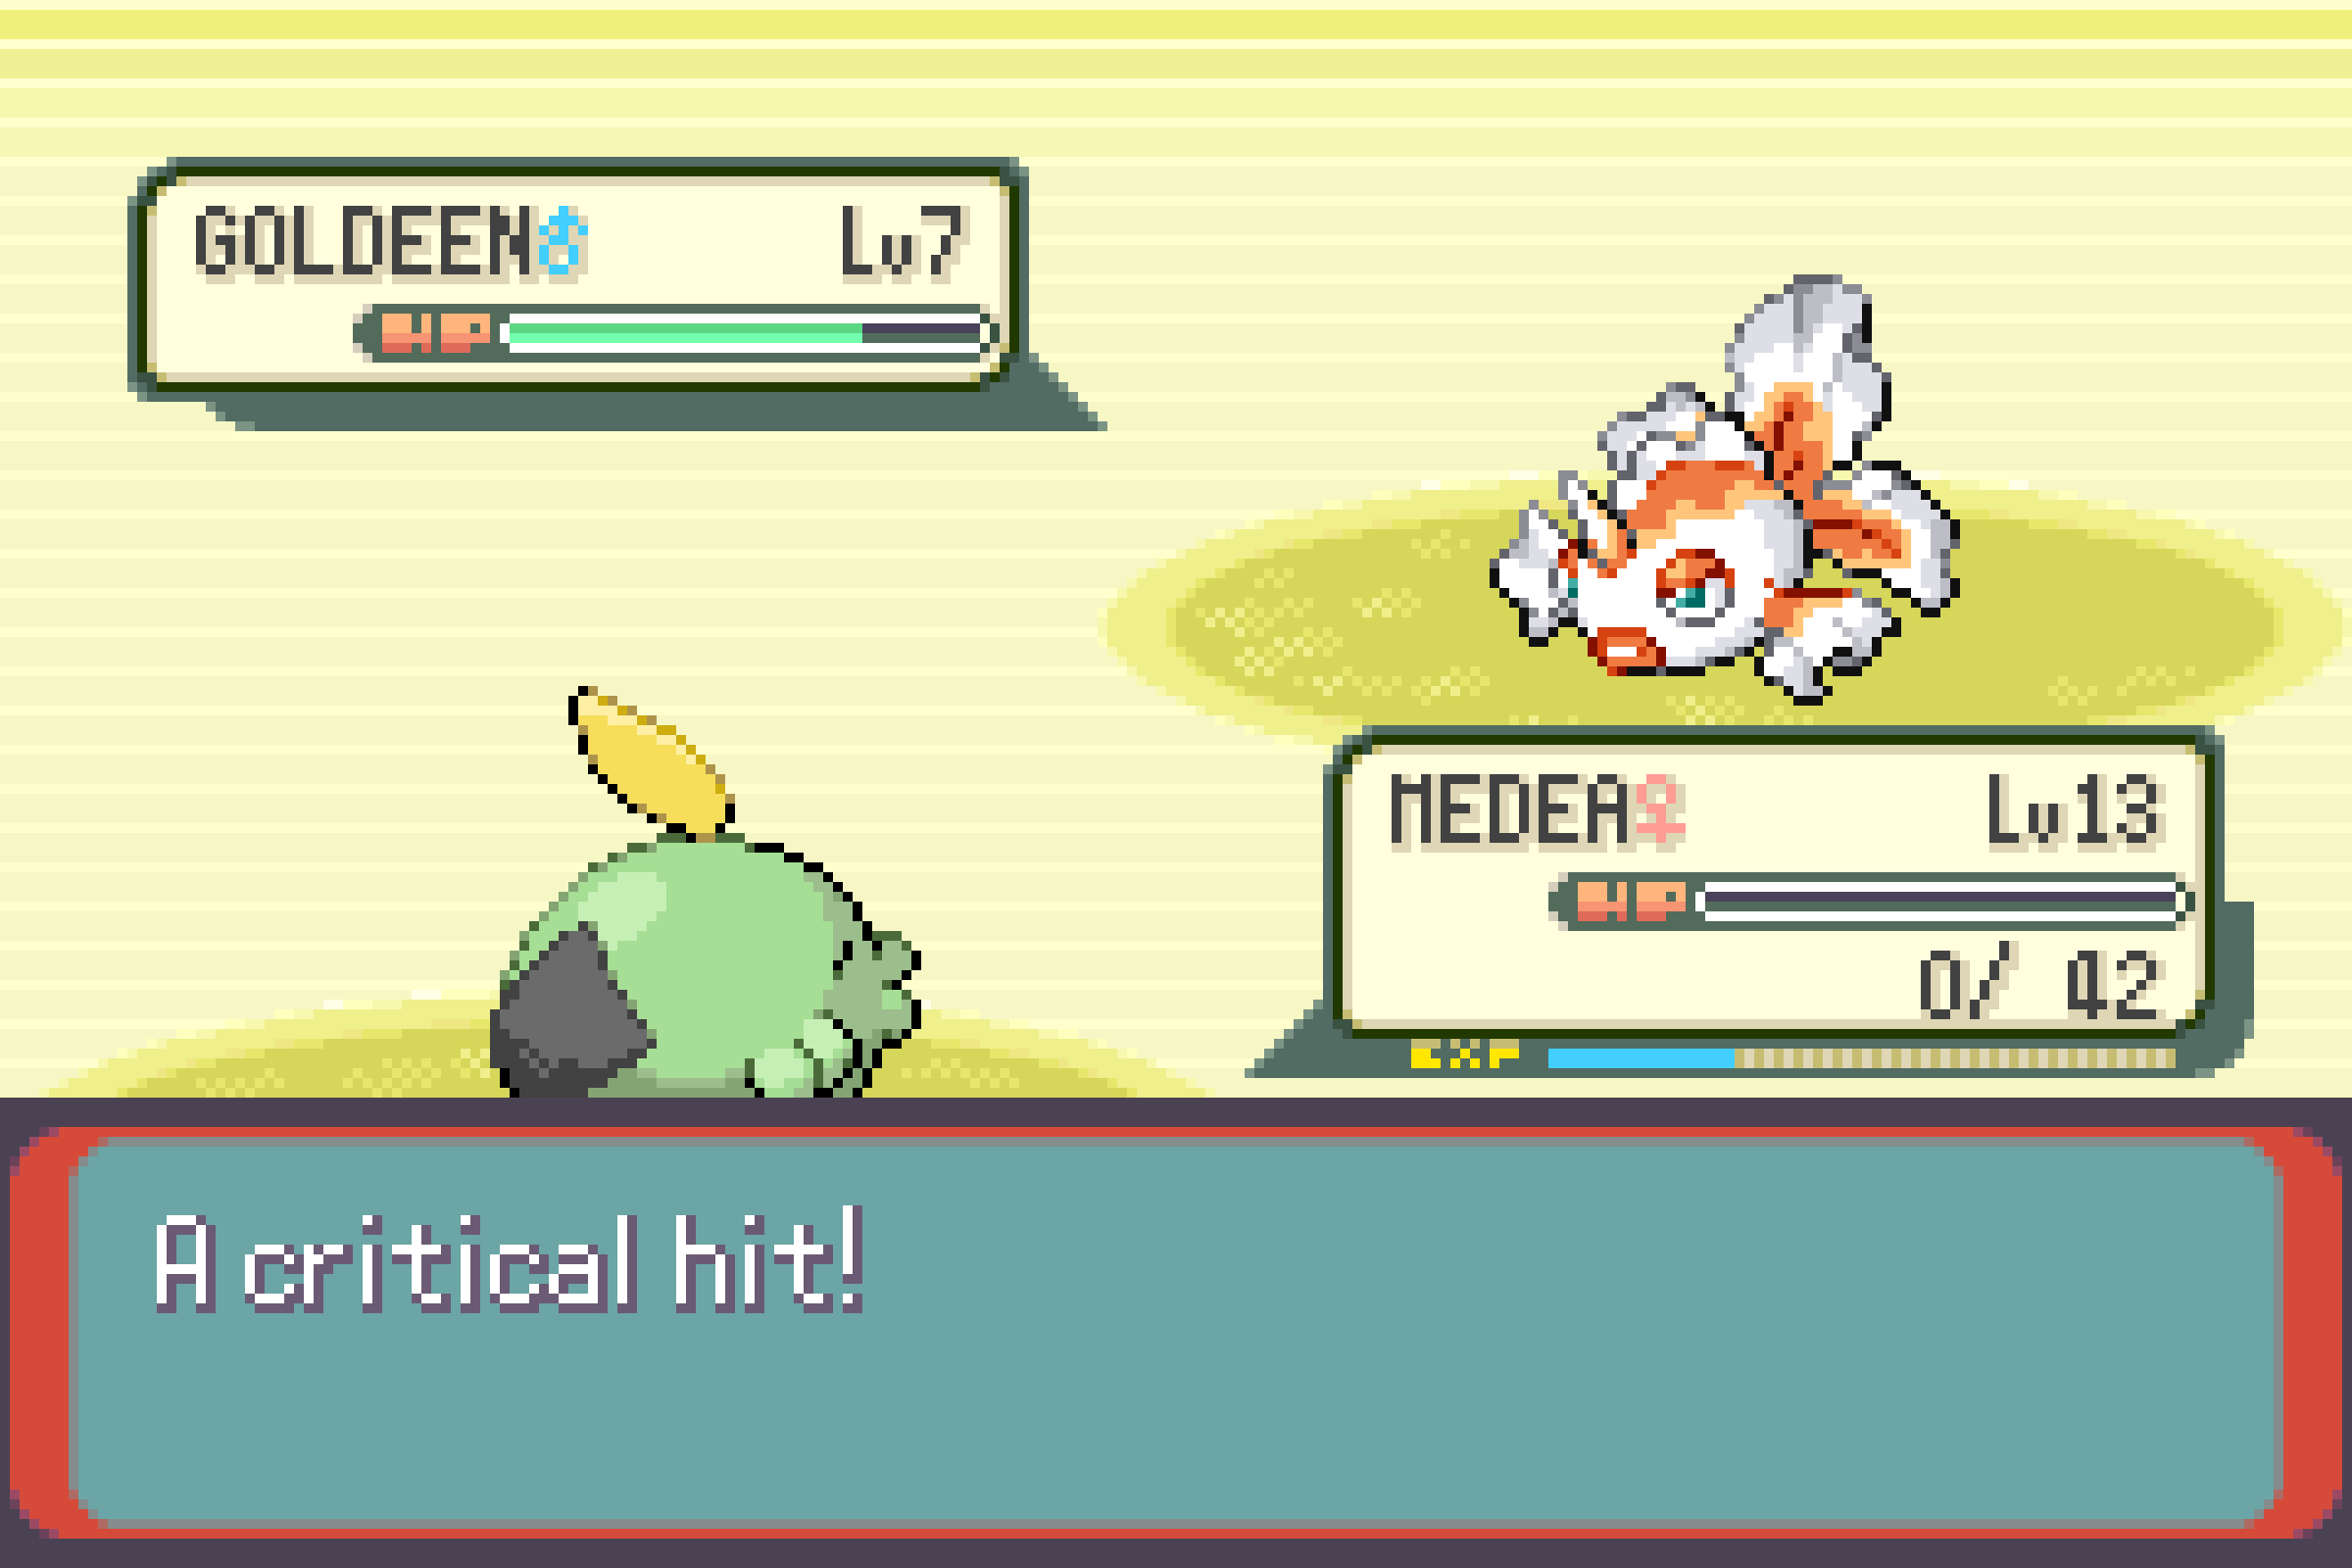 GOLDEEN♂ Lv7
HP
MEDEA♀ Lv13
HP
0/ 42
EXP
A critical hit!